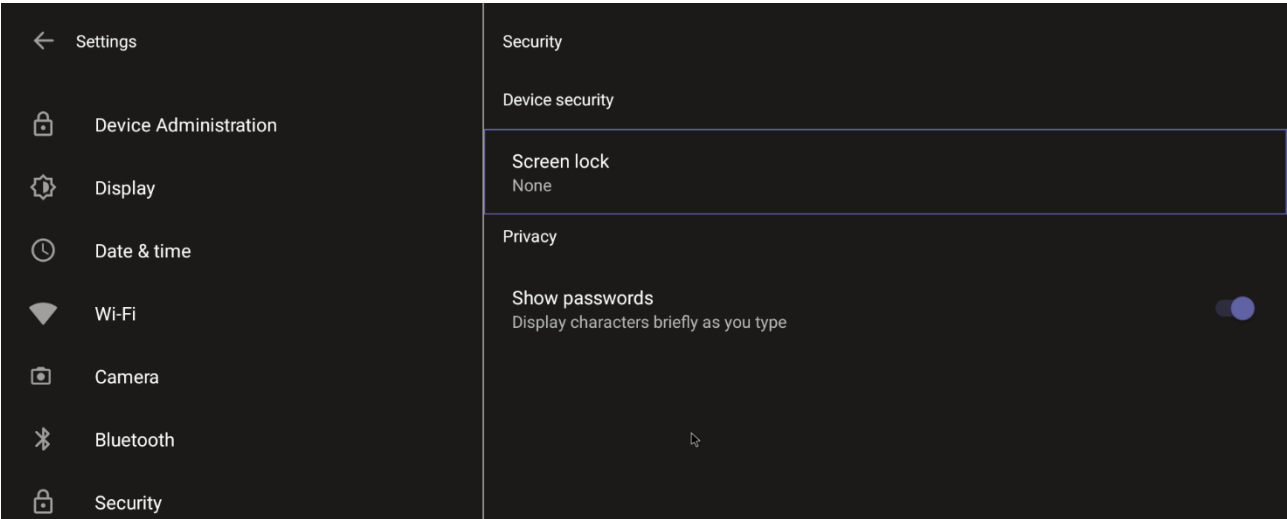 Settings
Device Administration
Display
Date & time
Wi-Fi
Camera
Bluetooth
Security
Security
Device security
Screen lock
None
Privacy
Show passwords
Display characters briefly as you type